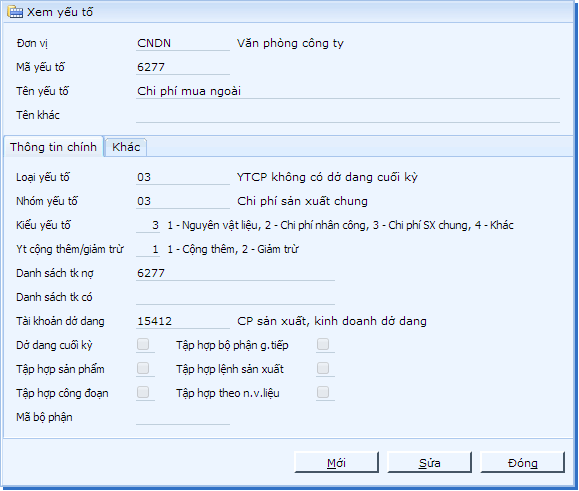 Xem yếu tố
Đơn vị CNDN Văn phòng công ty
Mã yếu tố 6277
Tên yếu tố Chi phí mua ngoài
Tên khác
Thông tin chính Khác
Loại yếu tố 03 YTCP không có dở dang cuối kỳ
Nhóm yếu tố 03 Chi phí sản xuất chung
Kiểu yếu tố 3 1 - Nguyên vật liệu, 2 - Chi phí nhân công, 3 - Chi phí SX chung, 4 - Khác
Yt cộng thêm/giảm trừ 1 1 - Cộng thêm, 2 - Giảm trừ
Danh sách tk nợ 6277
Danh sách tk có
Tài khoản dở dang 15412 CP sản xuất, kinh doanh dở dang
Dở dang cuối kỳ Tập hợp bộ phận g.tiếp
Tập hợp sản phẩm Tập hợp lệnh sản xuất
Tập hợp công đoạn Tập hợp theo n.v.liệu
Mã bộ phận
Mới Sửa Đóng